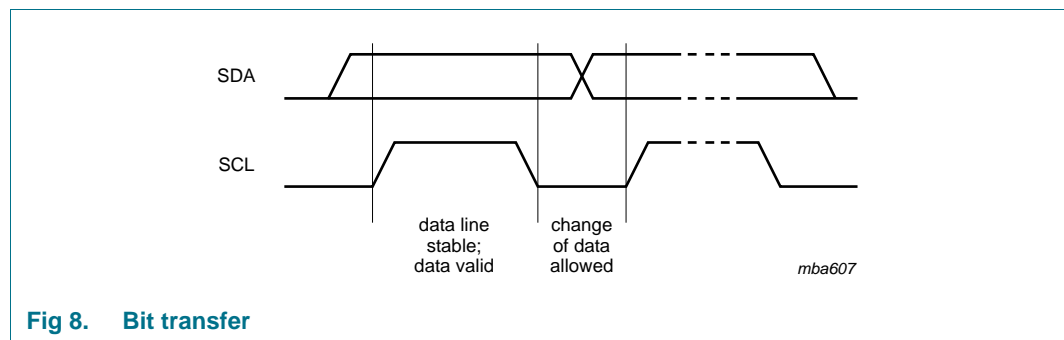 SDA
SCL
data line
stable;
data valid
change
of data
allowed
mba607
Fig 8. Bit transfer